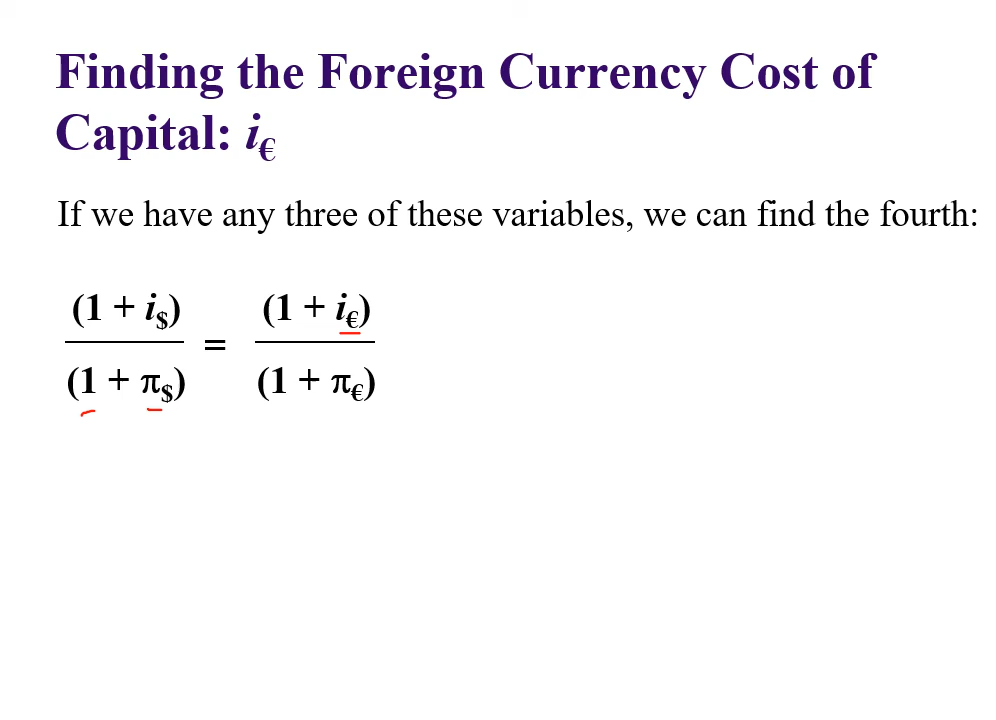 Finding the Foreign Currency Cost of
Capital: i€
If we have any three of these variables, we can find the fourth:
(1 + i$) = (1 + i€)
(1 + π$) (1 + π€)